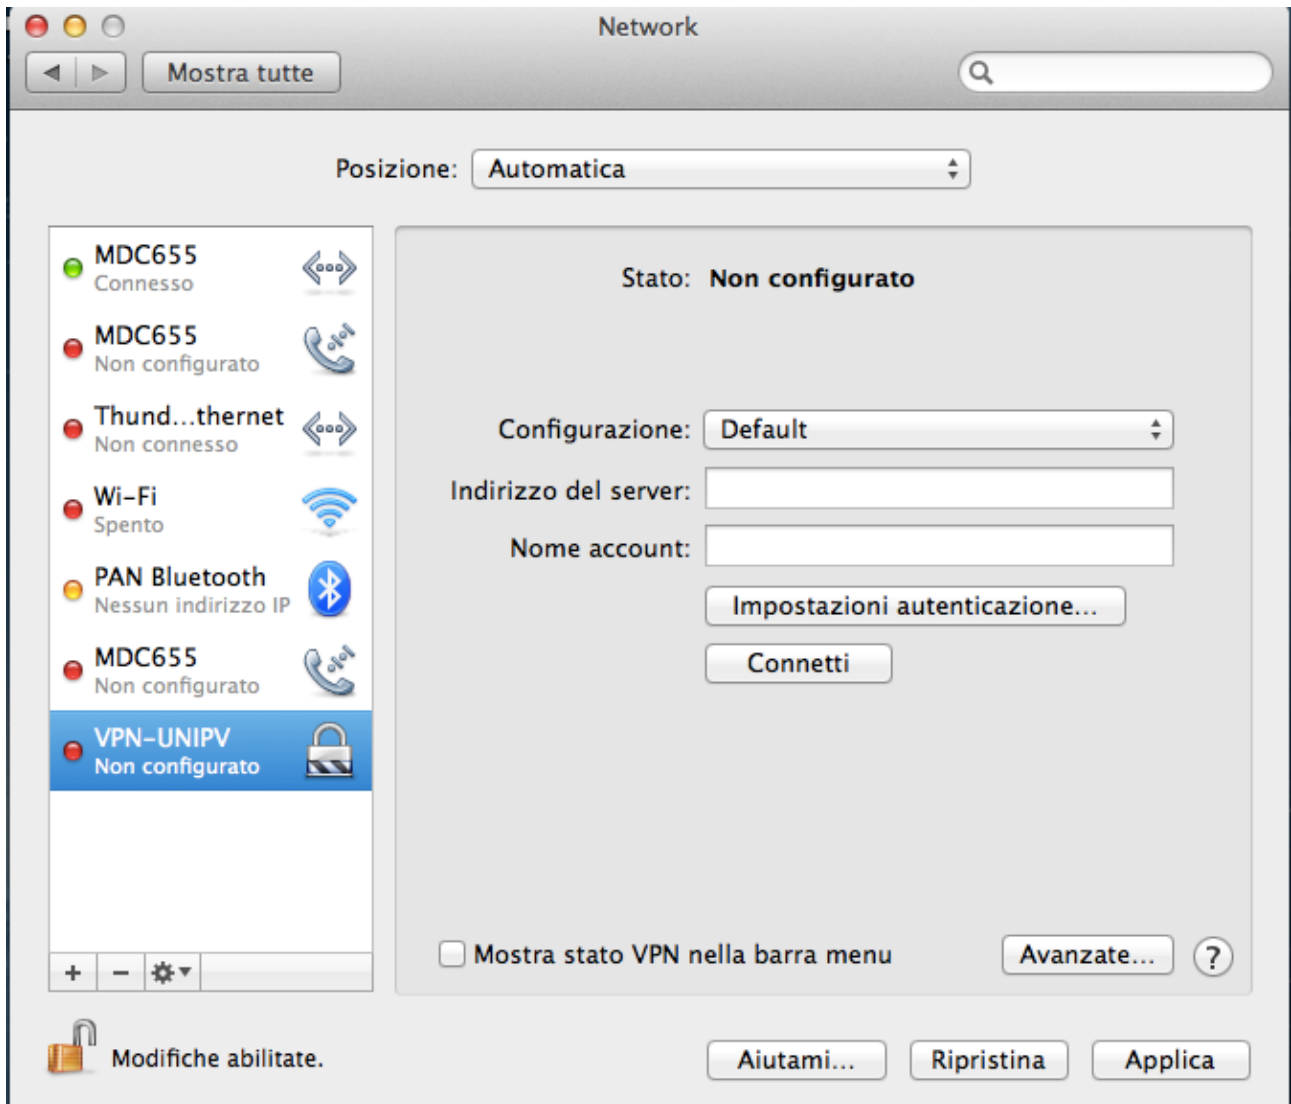 Network
Mostra tutte
Posizione: Automatica
MDC655
Connesso
MDC655
Non configurato
Thund...thernet
Non connesso
Wi-Fi
Spento
PAN Bluetooth
Nessun indirizzo IP
MDC655
Non configurato
VPN-UNIPV
Non configurato
Stato: Non configurato
Configurazione: Default
Indirizzo del server:
Nome account:
Impostazioni autenticazione...
Connetti
Mostra stato VPN nella barra menu
Avanzate...
?
Modifiche abilitate.
Aiutami...
Ripristina
Applica